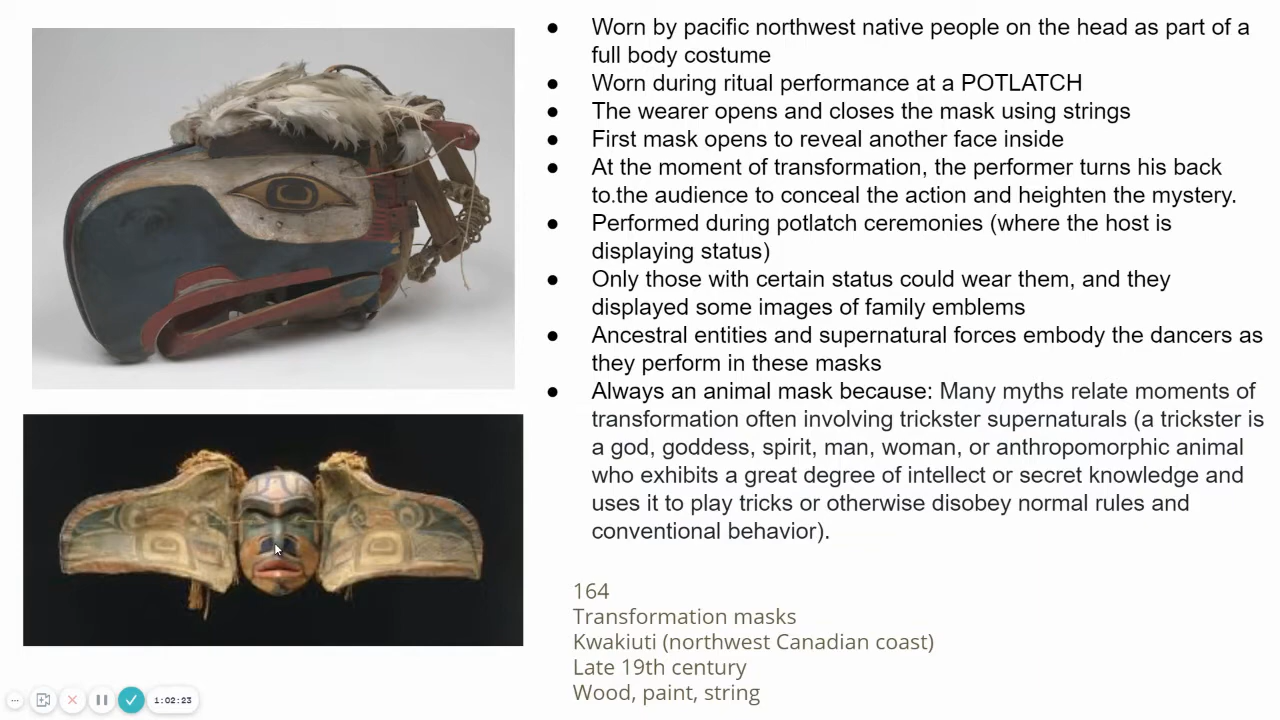 ● Worn by pacific northwest native people on the head as part of a
full body costume
● Worn during ritual performance at a POTLATCH
● The wearer opens and closes the mask using strings
● First mask opens to reveal another face inside
● At the moment of transformation, the performer turns his back
to.the audience to conceal the action and heighten the mystery.
● Performed during potlatch ceremonies (where the host is
displaying status)
● Only those with certain status could wear them, and they
displayed some images of family emblems
● Ancestral entities and supernatural forces embody the dancers as
they perform in these masks
● Always an animal mask because: Many myths relate moments of
transformation often involving trickster supernaturals (a trickster is
a god, goddess, spirit, man, woman, or anthropomorphic animal
who exhibits a great degree of intellect or secret knowledge and
uses it to play tricks or otherwise disobey normal rules and
conventional behavior).
164
Transformation masks
Kwakiuti (northwest Canadian coast)
Late 19th century
Wood, paint, string
1:02:23